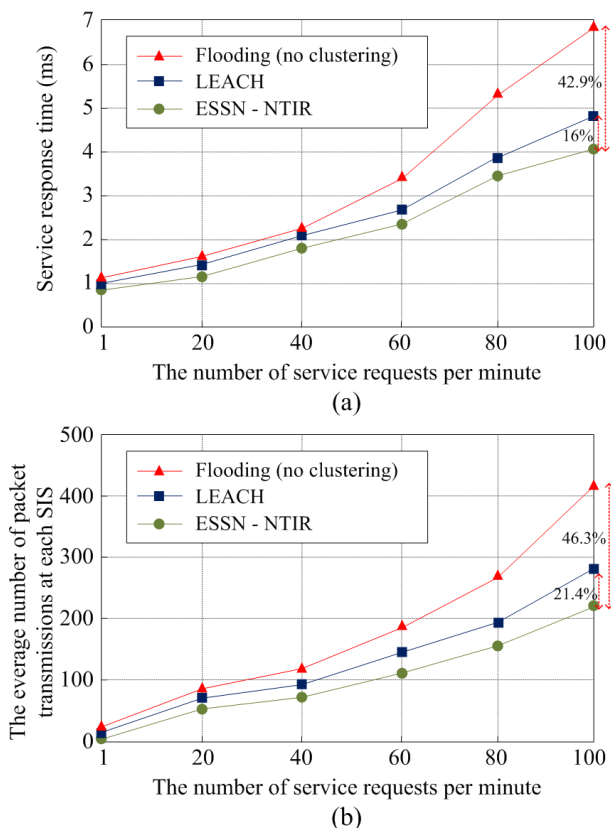 7
6
5
4
3
2
1
0
Service response time (ms)
Flooding (no clustering)
LEACH
ESSN - NTIR
42.9%
16%
1 20 40 60 80 100
The number of service requests per minute
(a)
500
400
300
200
100
0
The everage number of packet
transmissions at each SIS
Flooding (no clustering)
LEACH
ESSN - NTIR
46.3%
21.4%
1 20 40 60 80 100
The number of service requests per minute
(b)